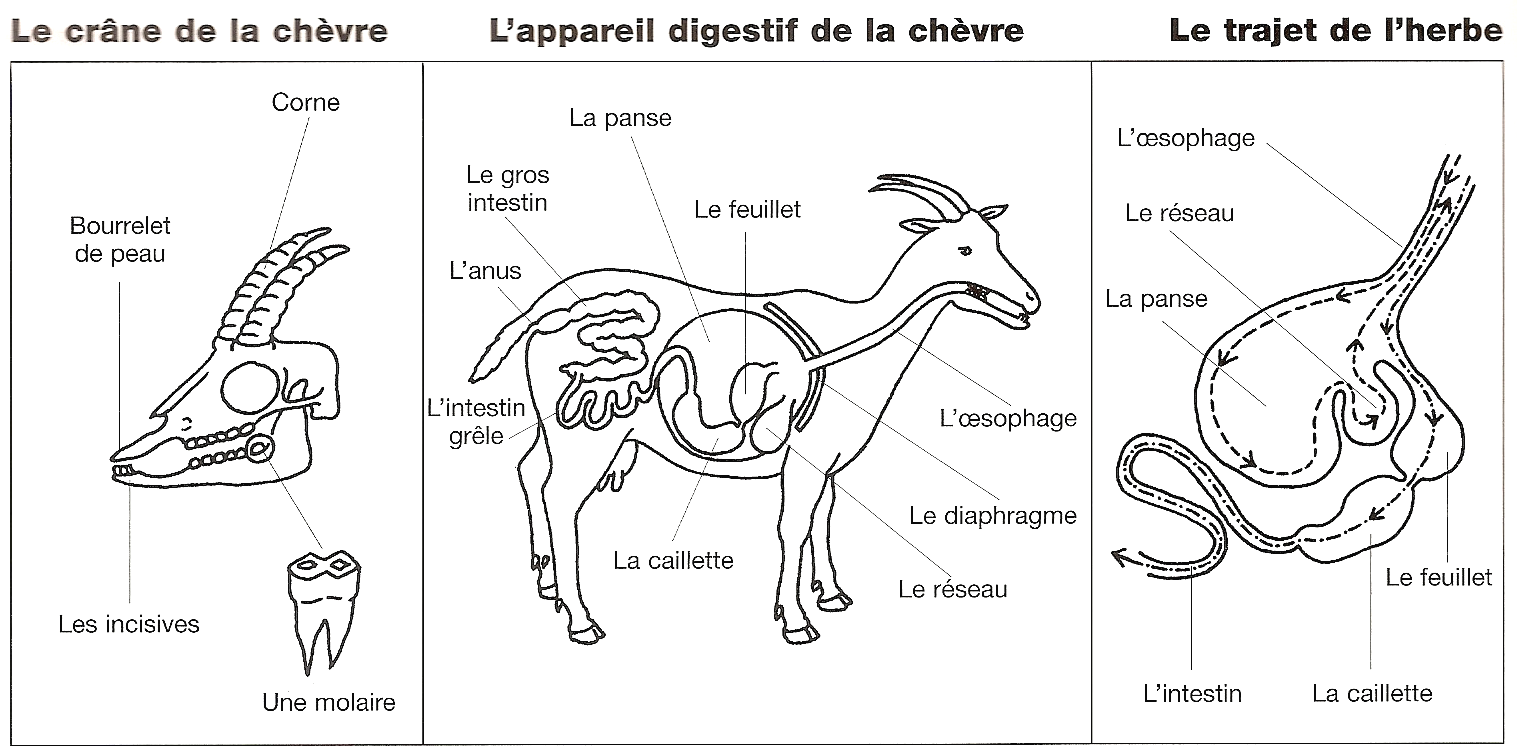 Le crâne de la chèvre
L'appareil digestif de la chèvre
Le trajet de l'herbe
Corne
Bourrelet
de peau
Les incisives
Une molaire
La panse
Le gros
intestin
Le feuillet
L'anus
L'intestin
grêle
L'œsophage
Le diaphragme
La caillette
Le réseau
L'œsophage
Le réseau
La panse
Le feuillet
L'intestin
La caillette